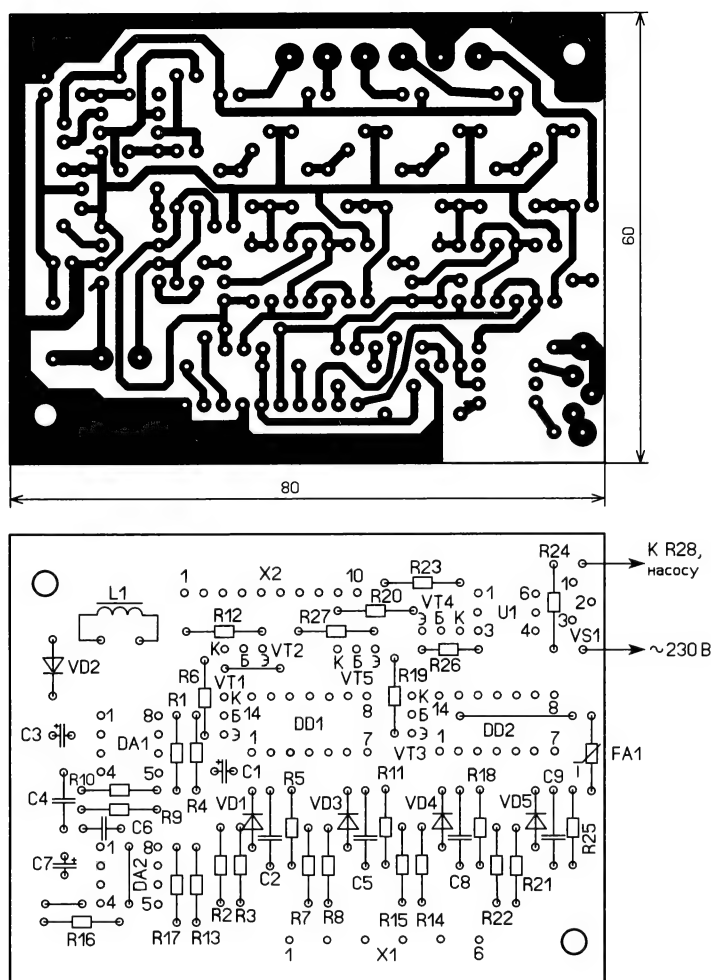 60
80
К R28,
насосу
R24
R23
1
X2
10
L1
R20
1
6
1
U1
2
VT4
Э Б К
R12
R27
3
4
3
VS1
~230 В
VD2
К Б Э
VT2
К Б Э
R26
R6
VT1
VT5
R19
R1
К
Б
Э
14
8
К
Б
Э
14
8
C3
1
8
DA1
DD1
DD2
1
7
VT3
1
7
FA1
R10
4
5
R4
C1
R5
R11
R18
C9
C4
R9
VD1
VD3
VD4
VD5
C6
R25
C7
1
8
DA2
C2
C5
C8
4
5
R2
R3
R7
R8
R15
R14
R22
R21
R16
R17
R13
1
X1
6